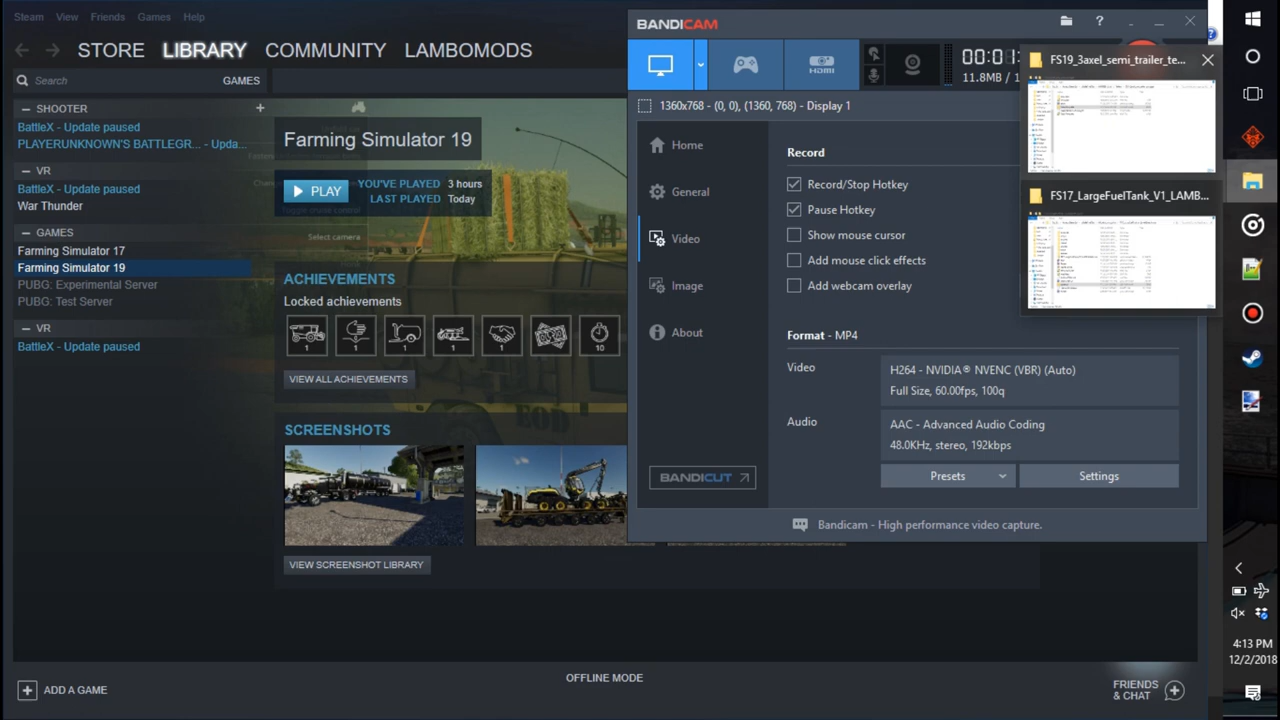 Steam View Friends Games Help
STORE LIBRARY COMMUNITY LAMBOMODS
Search GAMES
SHOOTER
BattleX - Update paused
PLAYERUNKNOWN'S BATTLEGR... - Upda...
VR
BattleX - Update paused
War Thunder
GAMES
Farming Simulator 17
Farming Simulator 19
PUBG: Experimental Server
PUBG: Test Server
VR
BattleX - Update paused
ADD A GAME
Farming Simulator 19
PLAY
YOU'VE PLAYED 3 hours
LAST PLAYED Today
Select camera
ACHIEVEMENTS
Locked achievements
1 1 1 1 1 10
VIEW ALL ACHIEVEMENTS
EOD
SCREENSHOTS
VIEW SCREENSHOT LIBRARY
OFFLINE MODE
FRIENDS
& CHAT
BANDICAM
HDMI
00:0
11.8MB / 1
1360x768 - (0, 0), (1360, 768) - Display 1
Home
General
Video
Image
About
BANDICUT
Record
Record/Stop Hotkey
Pause Hotkey
Show mouse cursor
Add mouse click effects
Add webcam overlay
Format - MP4
Video
H264 - NVIDIA® NVENC (VBR) (Auto)
Full Size, 60.00fps, 100q
Audio
AAC - Advanced Audio Coding
48.0KHz, stereo, 192kbps
Presets Settings
Bandicam - High performance video capture.
FS19_3axel_semi_trailer_te...
FS17_LargeFuelTank_V1_LAMB...
4:13 PM
12/2/2018